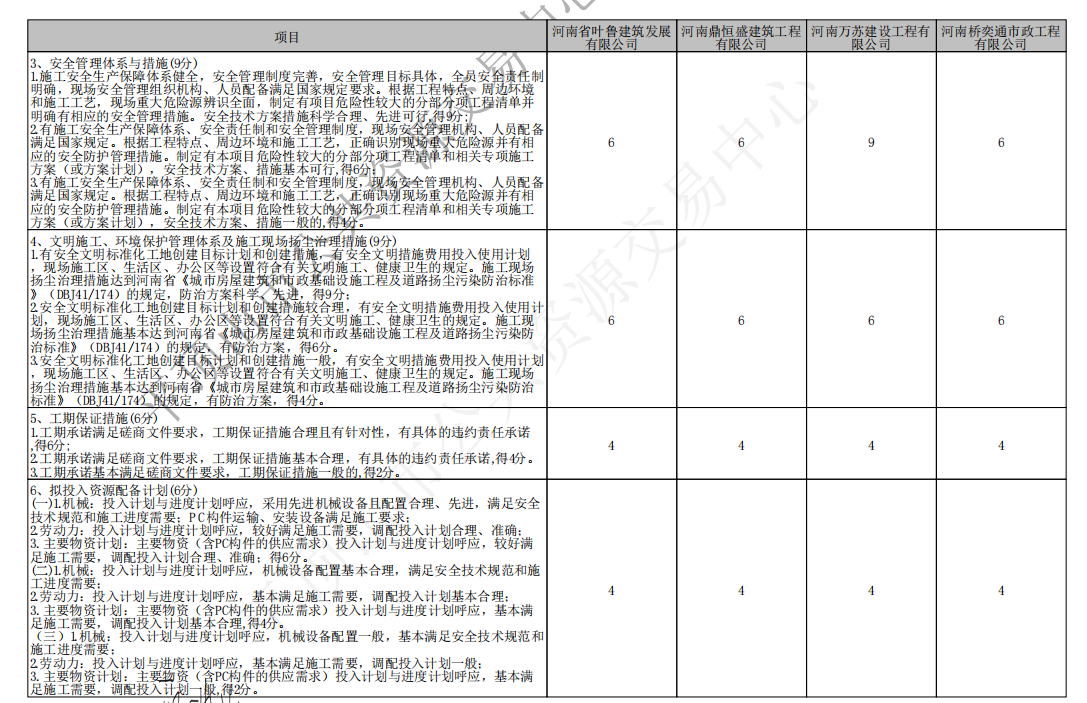 项目
河南省叶鲁建筑发展
有限公司
河南鼎恒盛建筑工程
有限公司
河南万苏建设工程有
限公司
河南桥奕通市政工程
有限公司
3、安全管理体系与措施(9分)
1.施工安全生产保障体系健全，安全管理制度完善，安全管理目标具体，全员安全责任制
明确，现场安全管理组织机构、人员配备满足国家规定要求。根据工程特点、周边环境
和施工工艺，现场重大危险源辨识全面，制定有项目危险性较大的分部分项工程清单并
明确有相应的安全管理措施。安全技术方案措施科学合理、先进可行,得9分;
2.有施工安全生产保障体系、安全责任制和安全管理制度，现场安全管理机构、人员配备
满足国家规定。根据工程特点、周边环境和施工工艺，正确识别现场重大危险源并有相
应的安全防护管理措施。制定有本项目危险性较大的分部分项工程清单和相关专项施工
方案（或方案计划），安全技术方案、措施基本可行,得6分;
3.有施工安全生产保障体系、安全责任制和安全管理制度，现场安全管理机构、人员配备
满足国家规定。根据工程特点、周边环境和施工工艺，正确识别现场重大危险源并有相
应的安全防护管理措施。制定有本项目危险性较大的分部分项工程清单和相关专项施工
方案（或方案计划），安全技术方案、措施一般的,得4分。
6
6
9
6
4、文明施工、环境保护管理体系及施工现场扬尘治理措施(9分)
1.有安全文明标准化工地创建目标计划和创建措施，有安全文明措施费用投入使用计划
，现场施工区、生活区、办公区等设置符合有关文明施工、健康卫生的规定。施工现场
扬尘治理措施达到河南省《城市房屋建筑和市政基础设施工程及道路扬尘污染防治标准
》（DBJ41/174）的规定，防治方案科学、先进，得9分;
2.安全文明标准化工地创建目标计划和创建措施较合理，有安全文明措施费用投入使用计
划，现场施工区、生活区、办公区等设置符合有关文明施工、健康卫生的规定。施工现
场扬尘治理措施基本达到河南省《城市房屋建筑和市政基础设施工程及道路扬尘污染防
治标准》（DBJ41/174）的规定，有防治方案，得6分。
3.安全文明标准化工地创建目标计划和创建措施一般，有安全文明措施费用投入使用计划
，现场施工区、生活区、办公区等设置符合有关文明施工、健康卫生的规定。施工现场
扬尘治理措施基本达到河南省《城市房屋建筑和市政基础设施工程及道路扬尘污染防治
标准》（DBJ41/174）的规定，有防治方案，得4分。
6
6
6
6
5、工期保证措施(6分)
1.工期承诺满足磋商文件要求，工期保证措施合理且有针对性，有具体的违约责任承诺
,得6分;
2.工期承诺满足磋商文件要求，工期保证措施基本合理，有具体的违约责任承诺,得4分。
3.工期承诺基本满足磋商文件要求，工期保证措施一般的,得2分。
4
4
4
4
6、拟投入资源配备计划(6分)
(一)1.机械：投入计划与进度计划呼应，采用先进机械设备且配置合理、先进，满足安全
技术规范和施工进度需要；PC构件运输、安装设备满足施工要求；
2.劳动力：投入计划与进度计划呼应，较好满足施工需要，调配投入计划合理、准确；
3.主要物资计划：主要物资（含PC构件的供应需求）投入计划与进度计划呼应，较好满
足施工需要，调配投入计划合理、准确；得6分。
(二)1.机械：投入计划与进度计划呼应，机械设备配置基本合理，满足安全技术规范和施
工进度需要；
2.劳动力：投入计划与进度计划呼应，基本满足施工需要，调配投入计划基本合理；
3.主要物资计划：主要物资（含PC构件的供应需求）投入计划与进度计划呼应，基本满
足施工需要，调配投入计划基本合理,得4分。
（三）1.机械：投入计划与进度计划呼应，机械设备配置一般，基本满足安全技术规范和
施工进度需要；
2.劳动力：投入计划与进度计划呼应，基本满足施工需要，调配投入计划一般；
3.主要物资计划：主要物资（含PC构件的供应需求）投入计划与进度计划呼应，基本满
足施工需要，调配投入计划一般,得2分。
4
4
4
4